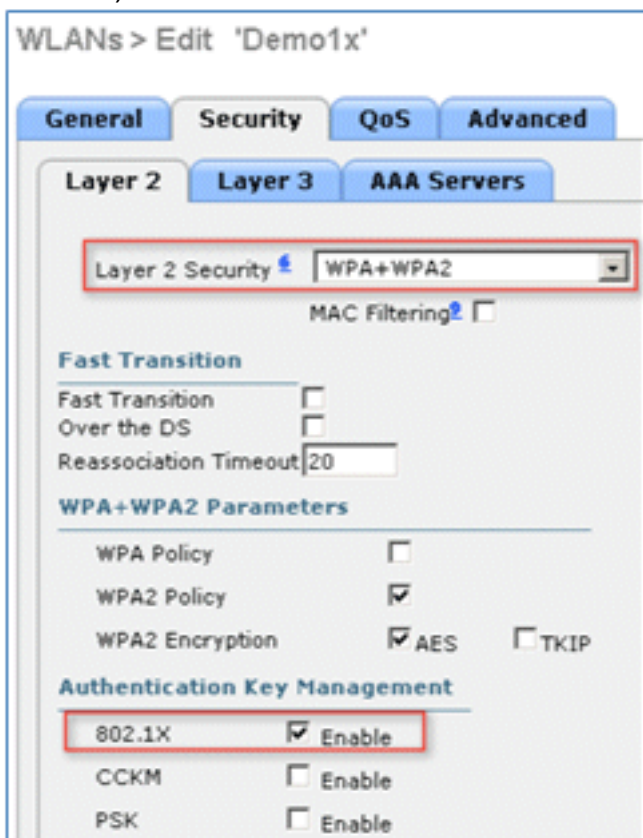 WLANs > Edit 'Demo1x'
General Security QoS Advanced
Layer 2 Layer 3 AAA Servers
Layer 2 Security 6 WPA+WPA2
MAC Filtering 9
Fast Transition
Fast Transition
Over the DS
Reassociation Timeout 20
WPA+WPA2 Parameters
WPA Policy
WPA2 Policy
WPA2 Encryption AES TKIP
Authentication Key Management
802.1X Enable
CCKM Enable
PSK Enable